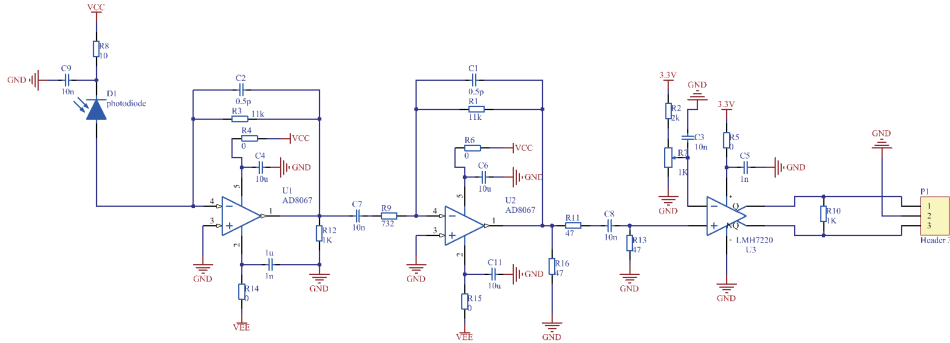 VCC
R8
10
C9
GND
10n
D1
photodiode
C2
0.5p
R3
11k
R4
0
VCC
C4
GND
10u
5
U1
AD8067
4
3
1
2
GND
1u
1n
R12
1K
GND
R14
0
VEE
C7
10n
R9
732
C1
0.5p
R1
11k
R6
0
VCC
C6
GND
10u
5
U2
AD8067
4
3
1
2
GND
C11
GND
10u
R15
0
VEE
R16
47
GND
R11
47
C8
10n
R13
47
GND
3.3V
R2
2k
GND
C3
10n
R7
1K
GND
3.3V
R5
0
C5
GND
1n
Q
NQ
LMH7220
U3
GND
R10
1K
GND
P1
1
2
3
Header 3